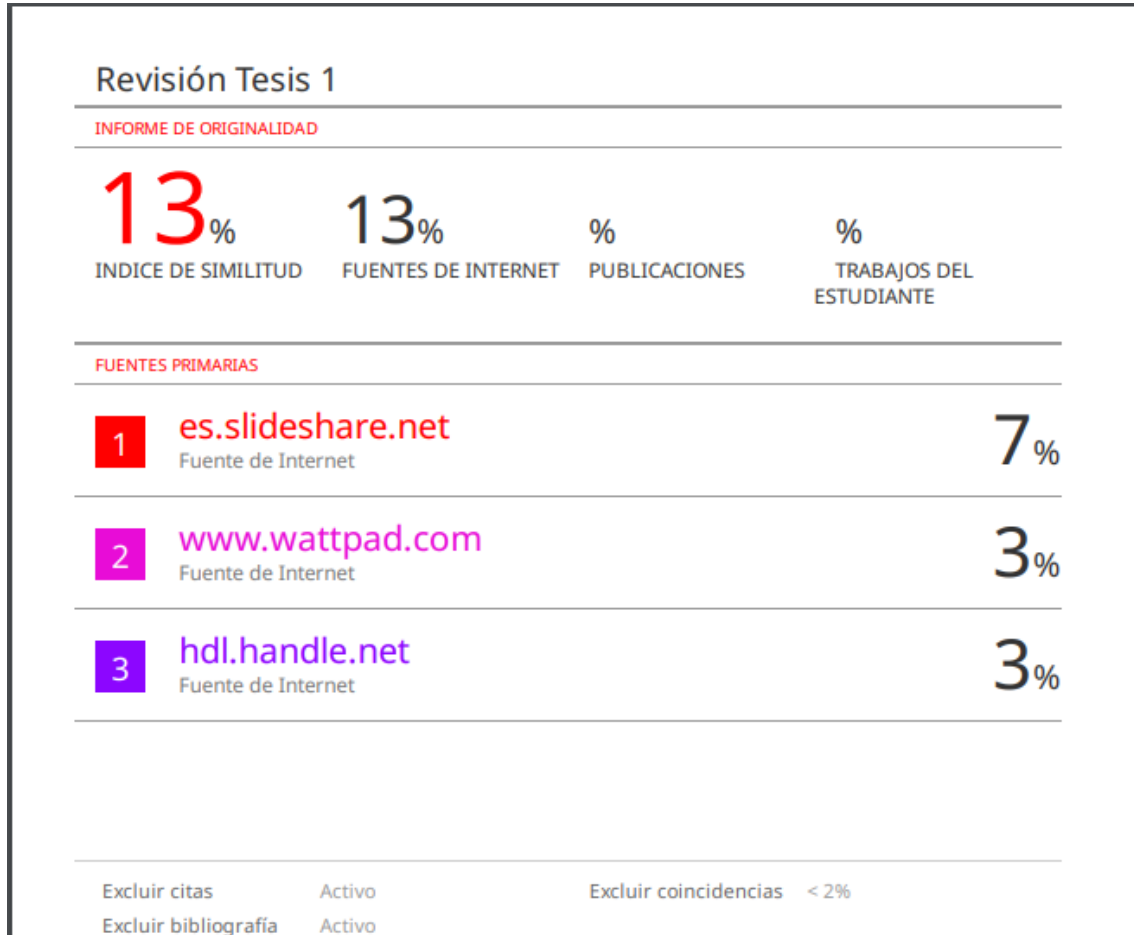 Revisión Tesis 1
INFORME DE ORIGINALIDAD
13% 13% % %
INDICE DE SIMILITUD FUENTES DE INTERNET PUBLICACIONES TRABAJOS DEL
ESTUDIANTE
FUENTES PRIMARIAS
1 es.slideshare.net 7%
Fuente de Internet
2 www.wattpad.com 3%
Fuente de Internet
3 hdl.handle.net 3%
Fuente de Internet
Excluir citas Activo Excluir coincidencias < 2%
Excluir bibliografía Activo